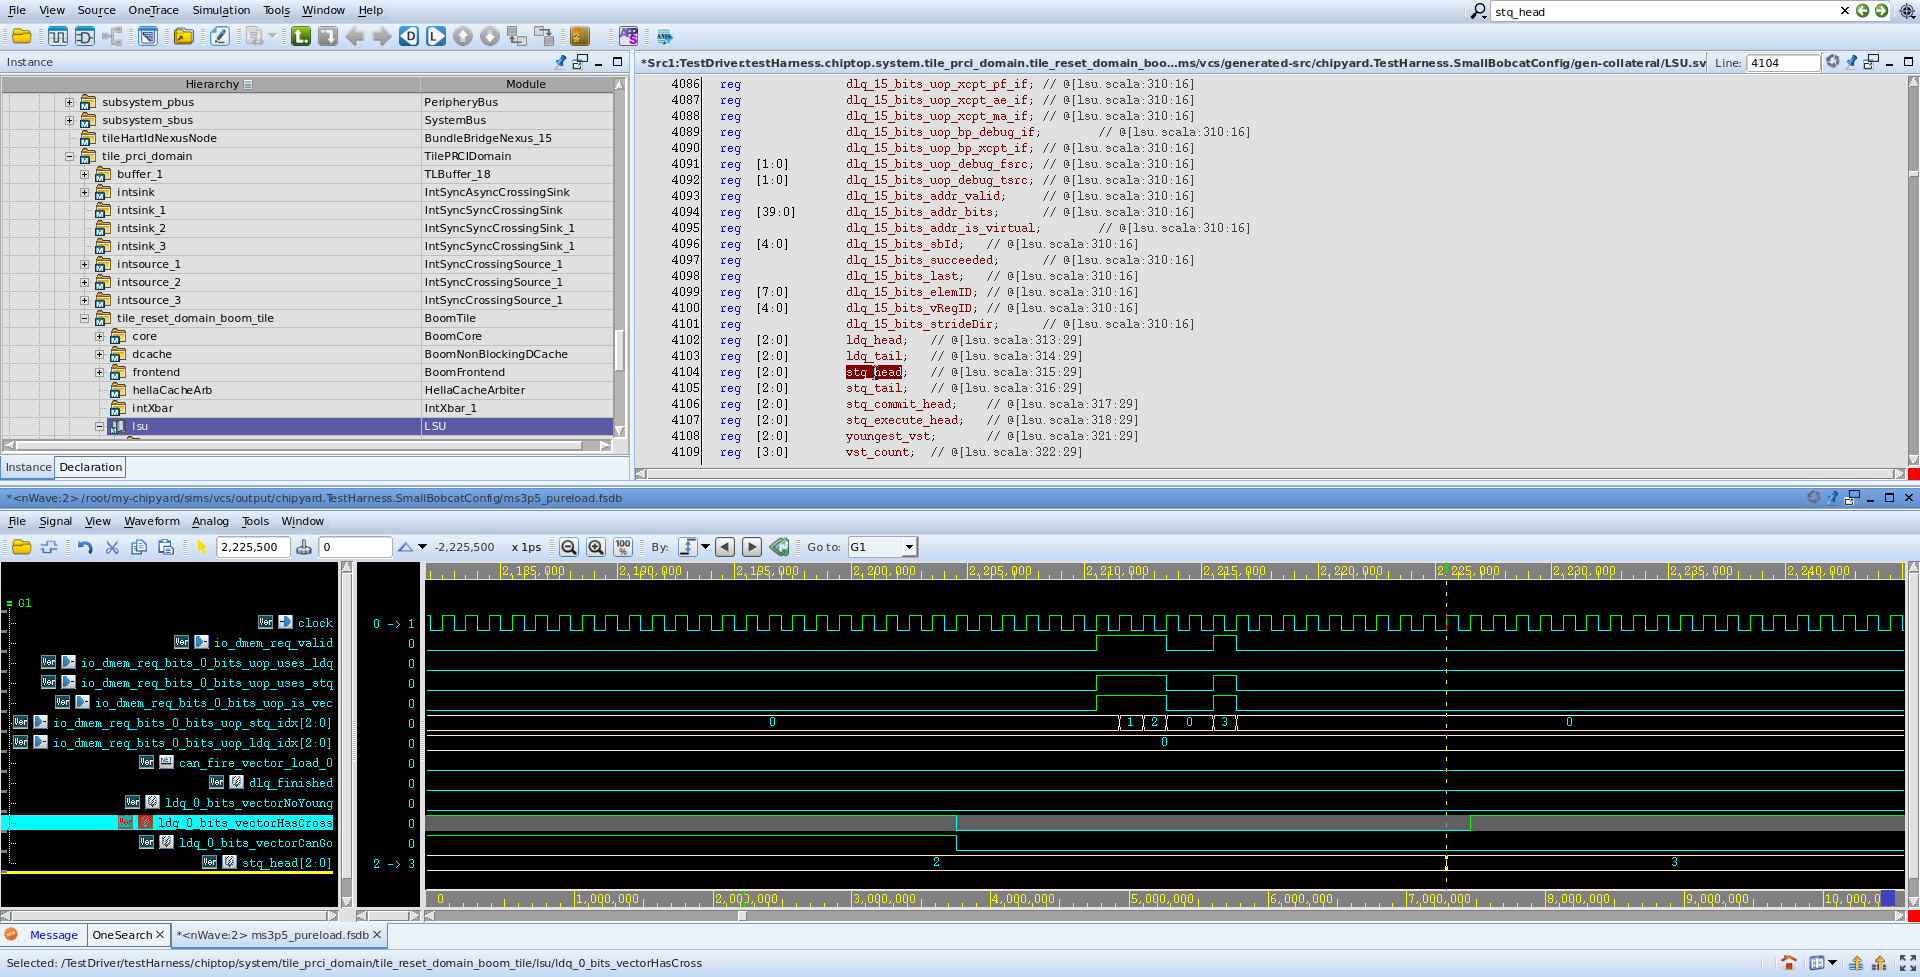 File View Source OneTrace Simulation Tools Window Help
stq_head
Instance
*Src1:TestDriver.testHarness.chiptop.system.tile_prci_domain.tile_reset_domain_boo...ms/vcs/generated-src/chipyard.TestHarness.SmallBobcatConfig/gen-collateral/LSU.sv Line: 4104
Hierarchy Module
subsystem_pbus PeripheryBus
subsystem_sbus SystemBus
tileHartIdNexusNode BundleBridgeNexus_15
tile_prci_domain TilePRCIDomain
buffer_1 TLBuffer_18
intsink IntSyncAsyncCrossingSink
intsink_1 IntSyncSyncCrossingSink
intsink_2 IntSyncSyncCrossingSink_1
intsink_3 IntSyncSyncCrossingSink_1
intsource_1 IntSyncCrossingSource_1
intsource_2 IntSyncCrossingSource_1
intsource_3 IntSyncCrossingSource_1
tile_reset_domain_boom_tile BoomTile
core BoomCore
dcache BoomNonBlockingDCache
frontend BoomFrontend
hellaCacheArb HellaCacheArbiter
intXbar IntXbar_1
lsu LSU
Instance Declaration
4086 reg dlq_15_bits_uop_xcpt_pf_if; // @[lsu.scala:310:16]
4087 reg dlq_15_bits_uop_xcpt_ae_if; // @[lsu.scala:310:16]
4088 reg dlq_15_bits_uop_xcpt_ma_if; // @[lsu.scala:310:16]
4089 reg dlq_15_bits_uop_bp_debug_if; // @[lsu.scala:310:16]
4090 reg dlq_15_bits_uop_bp_xcpt_if; // @[lsu.scala:310:16]
4091 reg [1:0] dlq_15_bits_uop_debug_fsrc; // @[lsu.scala:310:16]
4092 reg [1:0] dlq_15_bits_uop_debug_tsrc; // @[lsu.scala:310:16]
4093 reg dlq_15_bits_addr_valid; // @[lsu.scala:310:16]
4094 reg [39:0] dlq_15_bits_addr_bits; // @[lsu.scala:310:16]
4095 reg dlq_15_bits_addr_is_virtual; // @[lsu.scala:310:16]
4096 reg [4:0] dlq_15_bits_sbId; // @[lsu.scala:310:16]
4097 reg dlq_15_bits_succeeded; // @[lsu.scala:310:16]
4098 reg dlq_15_bits_last; // @[lsu.scala:310:16]
4099 reg [7:0] dlq_15_bits_elemID; // @[lsu.scala:310:16]
4100 reg [4:0] dlq_15_bits_vRegID; // @[lsu.scala:310:16]
4101 reg dlq_15_bits_strideDir; // @[lsu.scala:310:16]
4102 reg [2:0] ldq_head; // @[lsu.scala:313:29]
4103 reg [2:0] ldq_tail; // @[lsu.scala:314:29]
4104 reg [2:0] stq_head; // @[lsu.scala:315:29]
4105 reg [2:0] stq_tail; // @[lsu.scala:316:29]
4106 reg [2:0] stq_commit_head; // @[lsu.scala:317:29]
4107 reg [2:0] stq_execute_head; // @[lsu.scala:318:29]
4108 reg [2:0] youngest_vst; // @[lsu.scala:321:29]
4109 reg [3:0] vst_count; // @[lsu.scala:322:29]
*<nWave:2> /root/my-chipyard/sims/vcs/output/chipyard.TestHarness.SmallBobcatConfig/ms3p5_pureload.fsdb
File Signal View Waveform Analog Tools Window
2,225,500 0 -2,225,500 x 1ps 100% By: Go to: G1
2,185,000 2,190,000 2,195,000 2,200,000 2,205,000 2,210,000 2,215,000 2,220,000 2,225,000 2,230,000 2,235,000 2,240,000
G1
clock 0 -> 1
io_dmem_req_valid 0
io_dmem_req_bits_0_bits_uop_uses_ldq 0
io_dmem_req_bits_0_bits_uop_uses_stq 0
io_dmem_req_bits_0_bits_uop_is_vec 0
io_dmem_req_bits_0_bits_uop_stq_idx[2:0] 0 0 1 2 0 3 0
io_dmem_req_bits_0_bits_uop_ldq_idx[2:0] 0 0
can_fire_vector_load_0 0
dlq_finished 0
ldq_0_bits_vectorNoYoung 0
ldq_0_bits_vectorHasCross 0
ldq_0_bits_vectorCanGo 0
stq_head[2:0] 2 -> 3 2 3
0 1,000,000 2,000,000 3,000,000 4,000,000 5,000,000 6,000,000 7,000,000 8,000,000 9,000,000 10,000,0
Message OneSearch *<nWave:2> ms3p5_pureload.fsdb
Selected: /TestDriver/testHarness/chiptop/system/tile_prci_domain/tile_reset_domain_boom_tile/lsu/ldq_0_bits_vectorHasCross